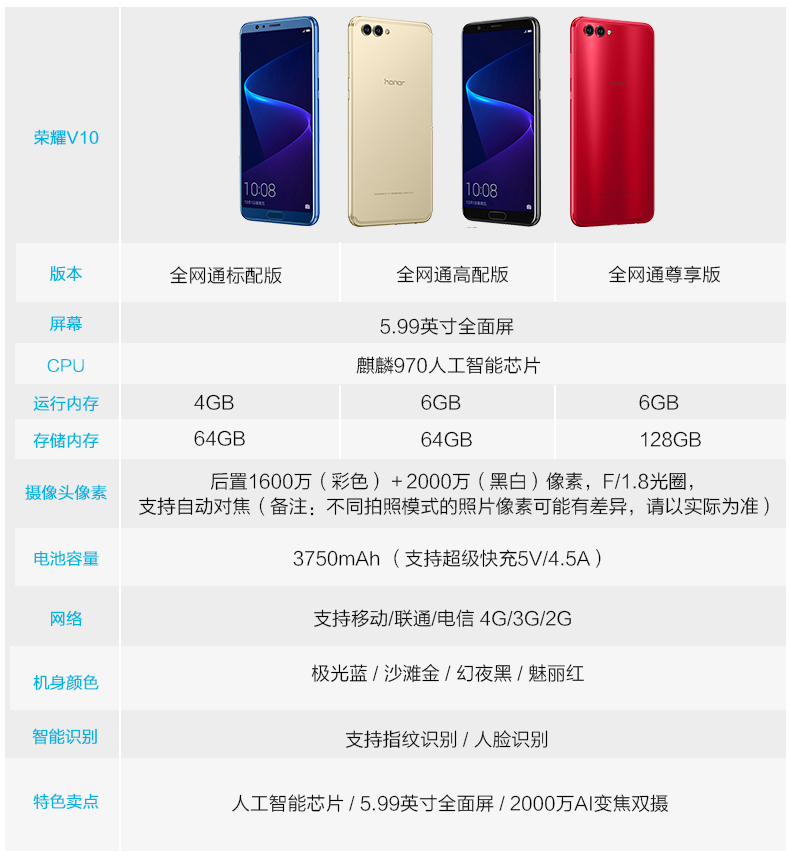 honor
10:08
10:08
荣耀V10
版本
全网通标配版
全网通高配版
全网通尊享版
屏幕
5.99英寸全面屏
CPU
麒麟970人工智能芯片
运行内存
4GB
6GB
6GB
存储内存
64GB
64GB
128GB
摄像头像素
后置1600万（彩色）+2000万（黑白）像素，F/1.8光圈，
支持自动对焦（备注：不同拍照模式的照片像素可能有差异，请以实际为准）
电池容量
3750mAh（支持超级快充5V/4.5A）
网络
支持移动/联通/电信 4G/3G/2G
机身颜色
极光蓝 / 沙滩金 / 幻夜黑 / 魅丽红
智能识别
支持指纹识别 / 人脸识别
特色卖点
人工智能芯片 / 5.99英寸全面屏 / 2000万AI变焦双摄